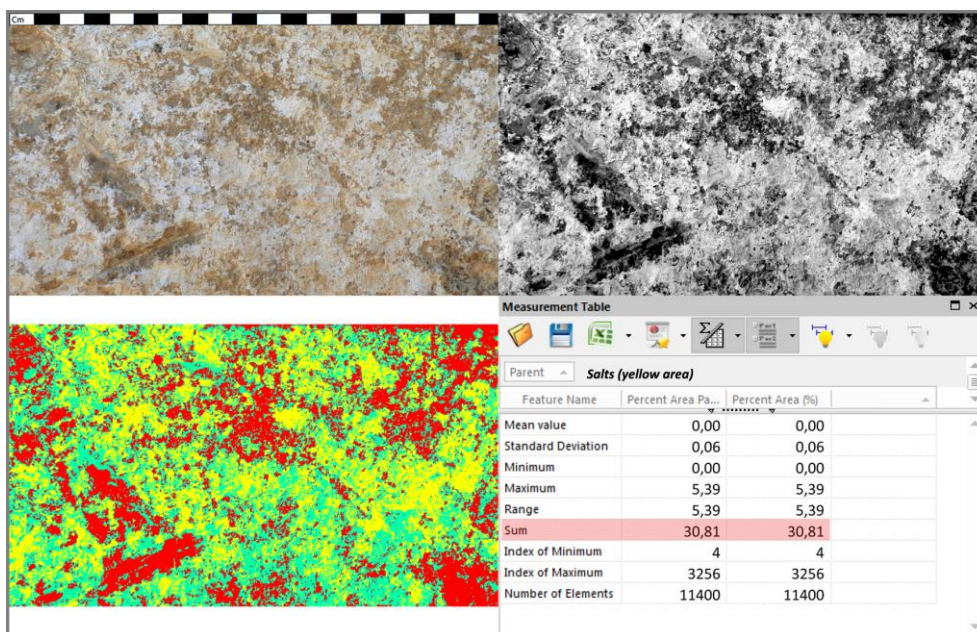 Cm
Measurement Table
Σ
Part1
Part2
Parent Salts (yellow area)
Feature Name Percent Area Pa... Percent Area (%)
Mean value 0,00 0,00
Standard Deviation 0,06 0,06
Minimum 0,00 0,00
Maximum 5,39 5,39
Range 5,39 5,39
Sum 30,81 30,81
Index of Minimum 4 4
Index of Maximum 3256 3256
Number of Elements 11400 11400